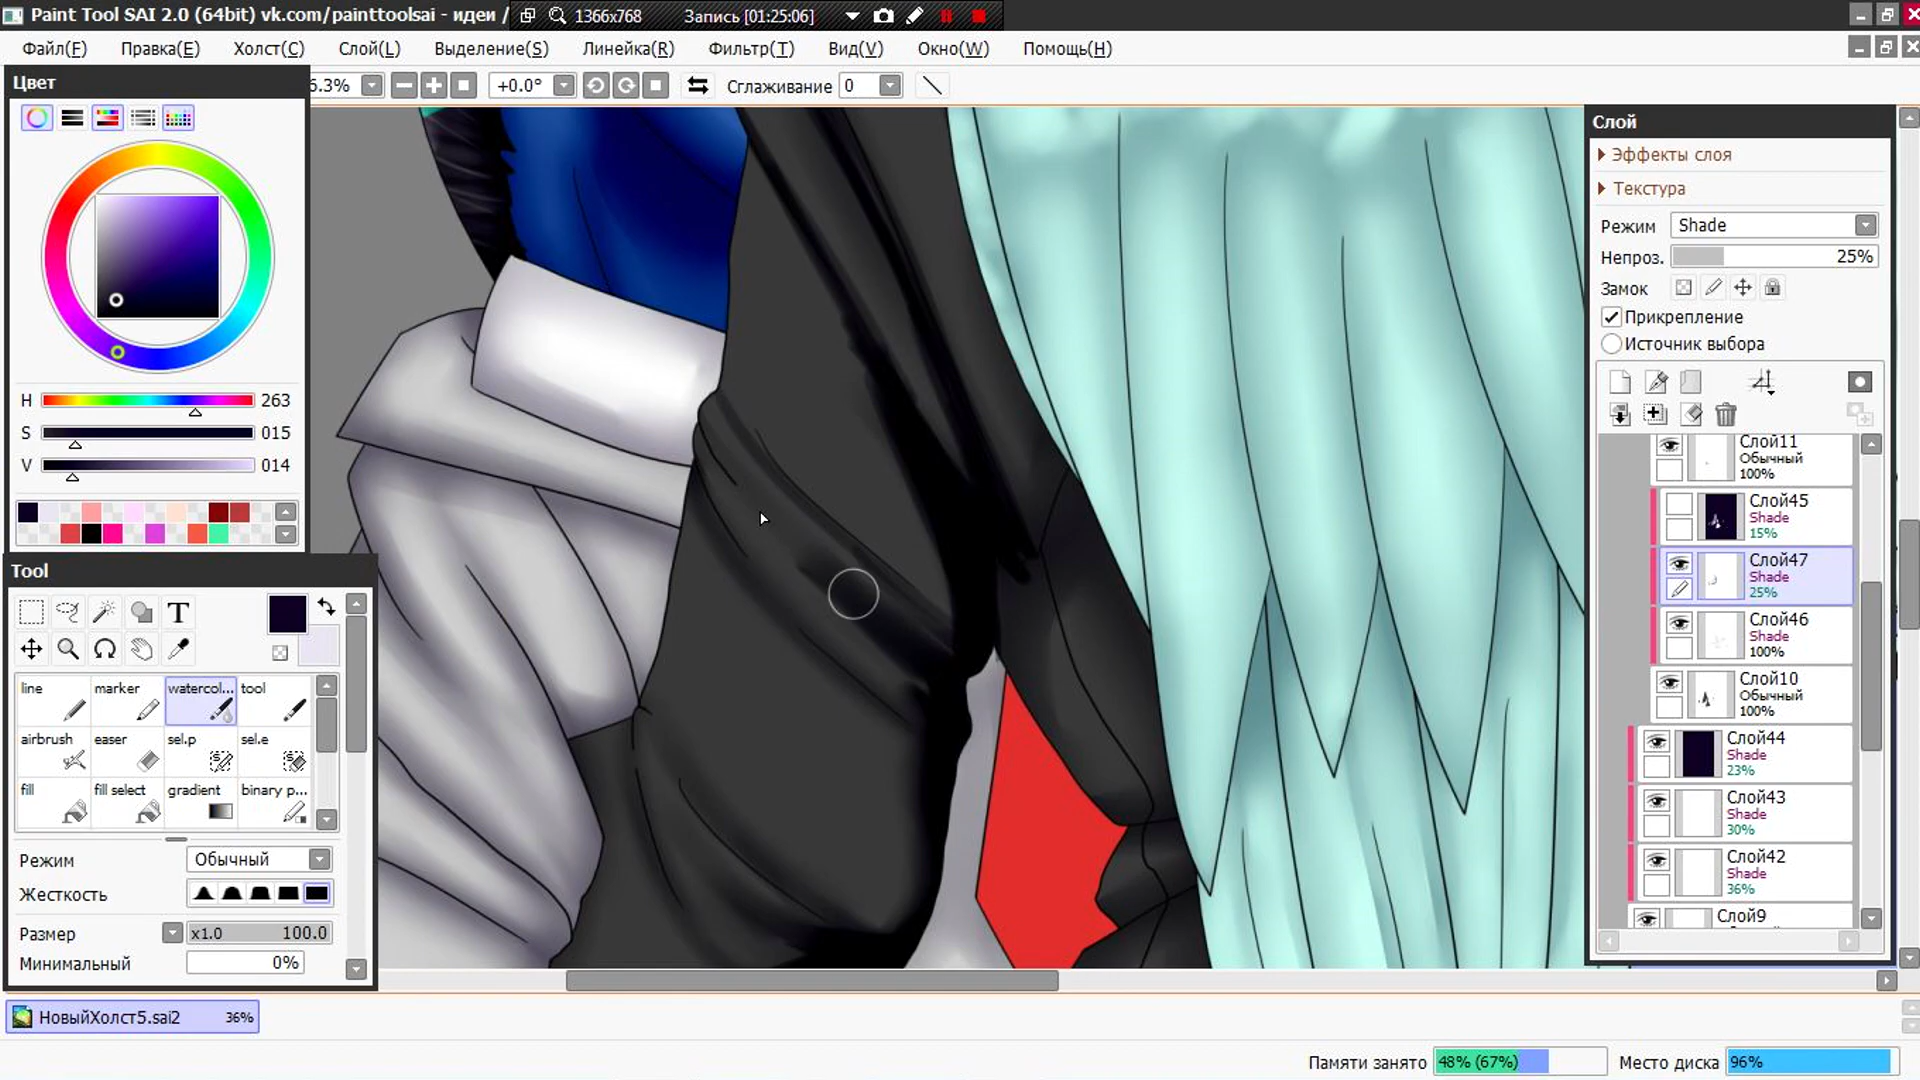 Paint Tool SAI 2.0 (64bit) vk.com/painttoolsai - идеи /
1366x768
Запись [01:25:06]
Файл(F)
Правка(E)
Холст(C)
Слой(L)
Выделение(S)
Линейка(R)
Фильтр(T)
Вид(V)
Окно(W)
Помощь(H)
6.3%
+0.0°
Сглаживание
0
Цвет
H
263
S
015
V
014
Tool
T
line
marker
watercol...
tool
airbrush
easer
sel.p
sel.e
fill
fill select
gradient
binary p...
Режим
Обычный
Жесткость
Размер
x1.0
100.0
Минимальный
0%
Слой
Эффекты слоя
Текстура
Режим
Shade
Непроз.
25%
Замок
Прикрепление
Источник выбора
Слой11
Обычный
100%
Слой45
Shade
15%
Слой47
Shade
25%
Слой46
Shade
100%
Слой10
Обычный
100%
Слой44
Shade
23%
Слой43
Shade
30%
Слой42
Shade
36%
Слой9
НовыйХолст5.sai2
36%
Памяти занято
48% (67%)
Место диска
96%